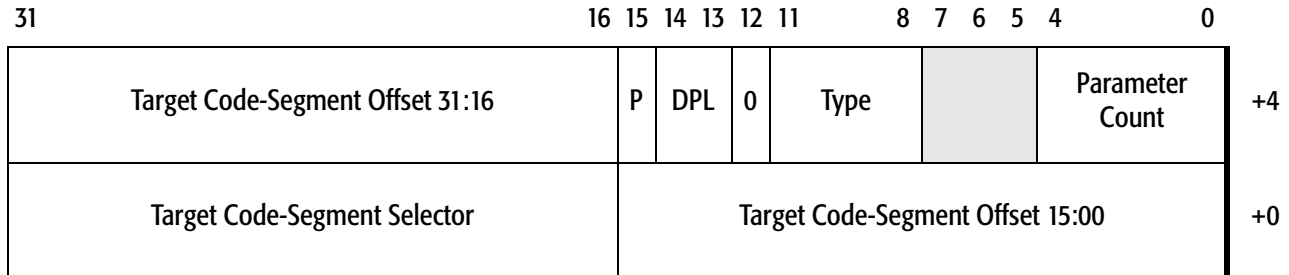 31 16 15 14 13 12 11 8 7 6 5 4 0
Target Code-Segment Offset 31:16 P DPL 0 Type Parameter Count +4
Target Code-Segment Selector Target Code-Segment Offset 15:00 +0